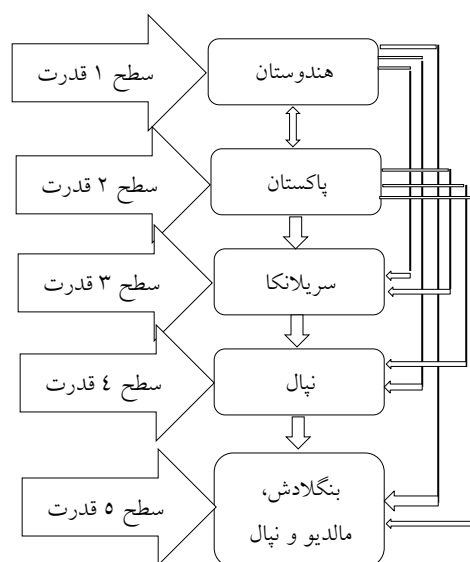 سطح ۱ قدرت
هندوستان
سطح ۲ قدرت
پاکستان
سطح ۳ قدرت
سریلانکا
سطح ٤ قدرت
نپال
سطح ٥ قدرت
بنگلادش،
مالدیو و نپال